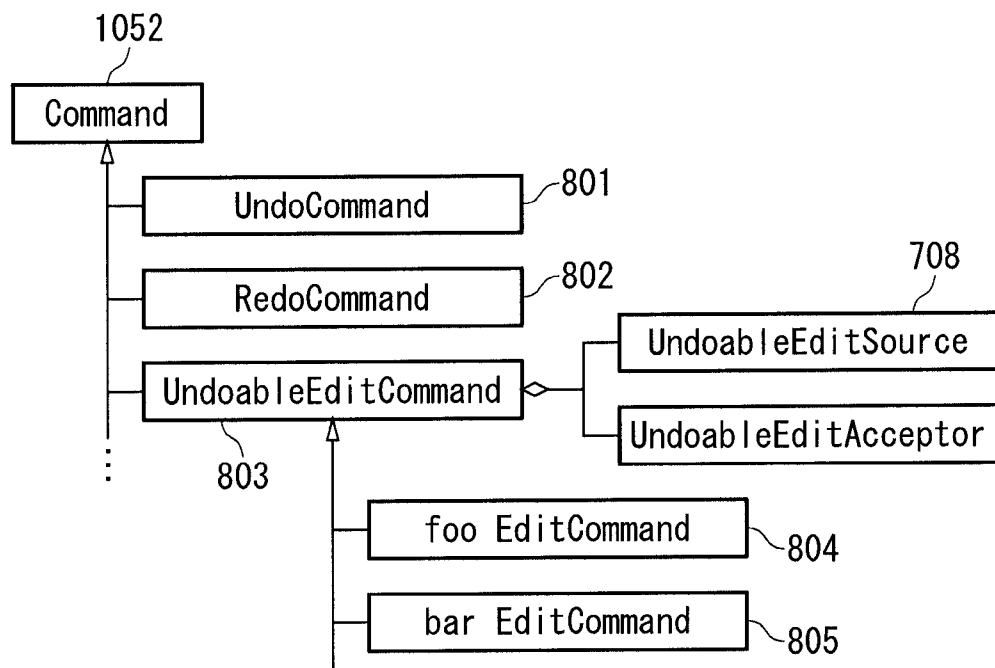 1052
Command
UndoCommand
801
RedoCommand
802
708
UndoableEditSource
UndoableEditCommand
UndoableEditAcceptor
803
foo EditCommand
804
bar EditCommand
805